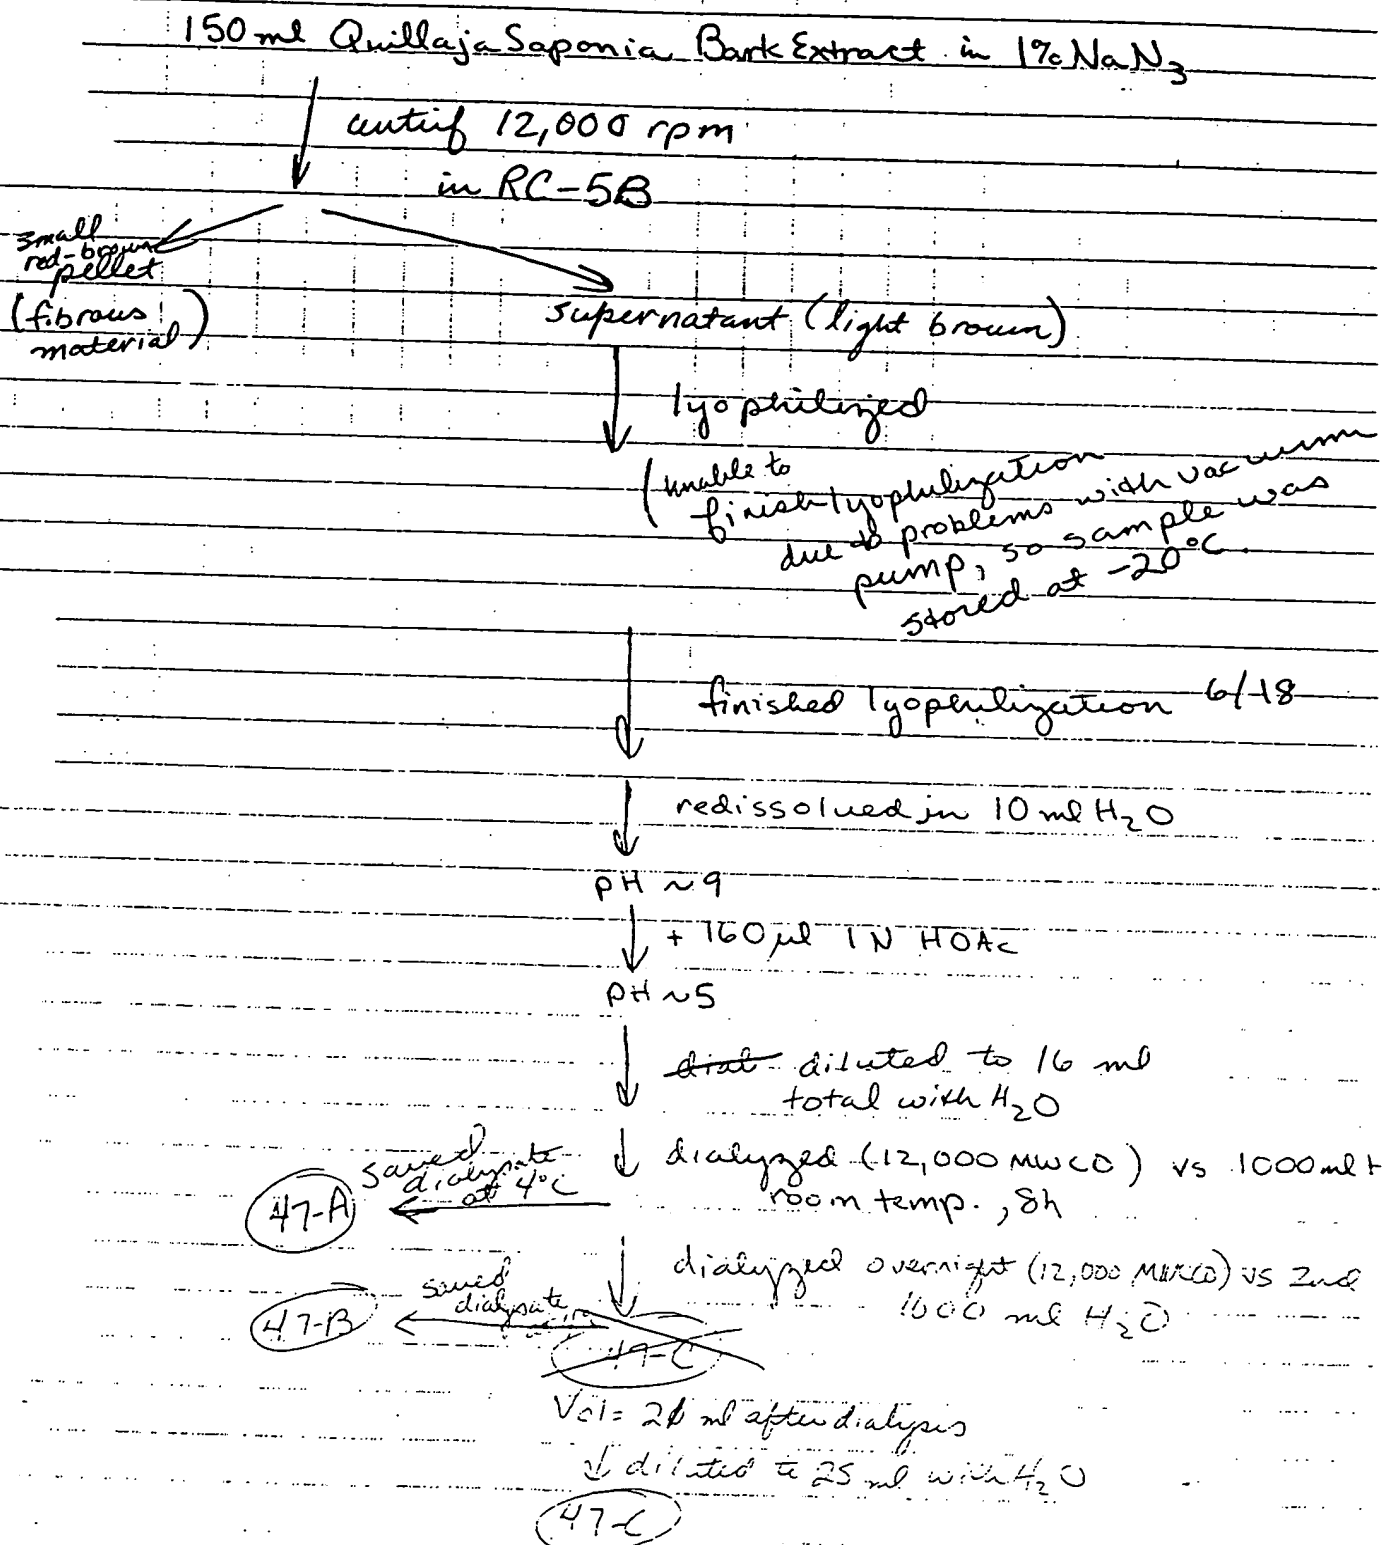 150 ml Quillaja Saponia Bark Extract in 1% NaN3
centrif 12,000 rpm
in RC-5B
small
red-brown
pellet
(fibrous
material)
supernatant (light brown)
lyophilized
(unable to
finish lyophilization
due to problems with vacuum
pump, so sample was
stored at -20°C.
finished lyophilization 6/18
redissolved in 10 ml H2O
pH ~9
+ 160 µl 1N HOAc
pH ~5
dial diluted to 16 ml
total with H2O
dialyzed (12,000 MWCO) vs 1000 ml
room temp., 8h
saved
dialysate
at 4°C
47-A
dialyzed overnight (12,000 MWCO) vs 2nd
1000 ml H2O
saved
dialysate
47-B
47-C
Vol = ml after dialysis
diluted to 25 ml with H2O
47-C